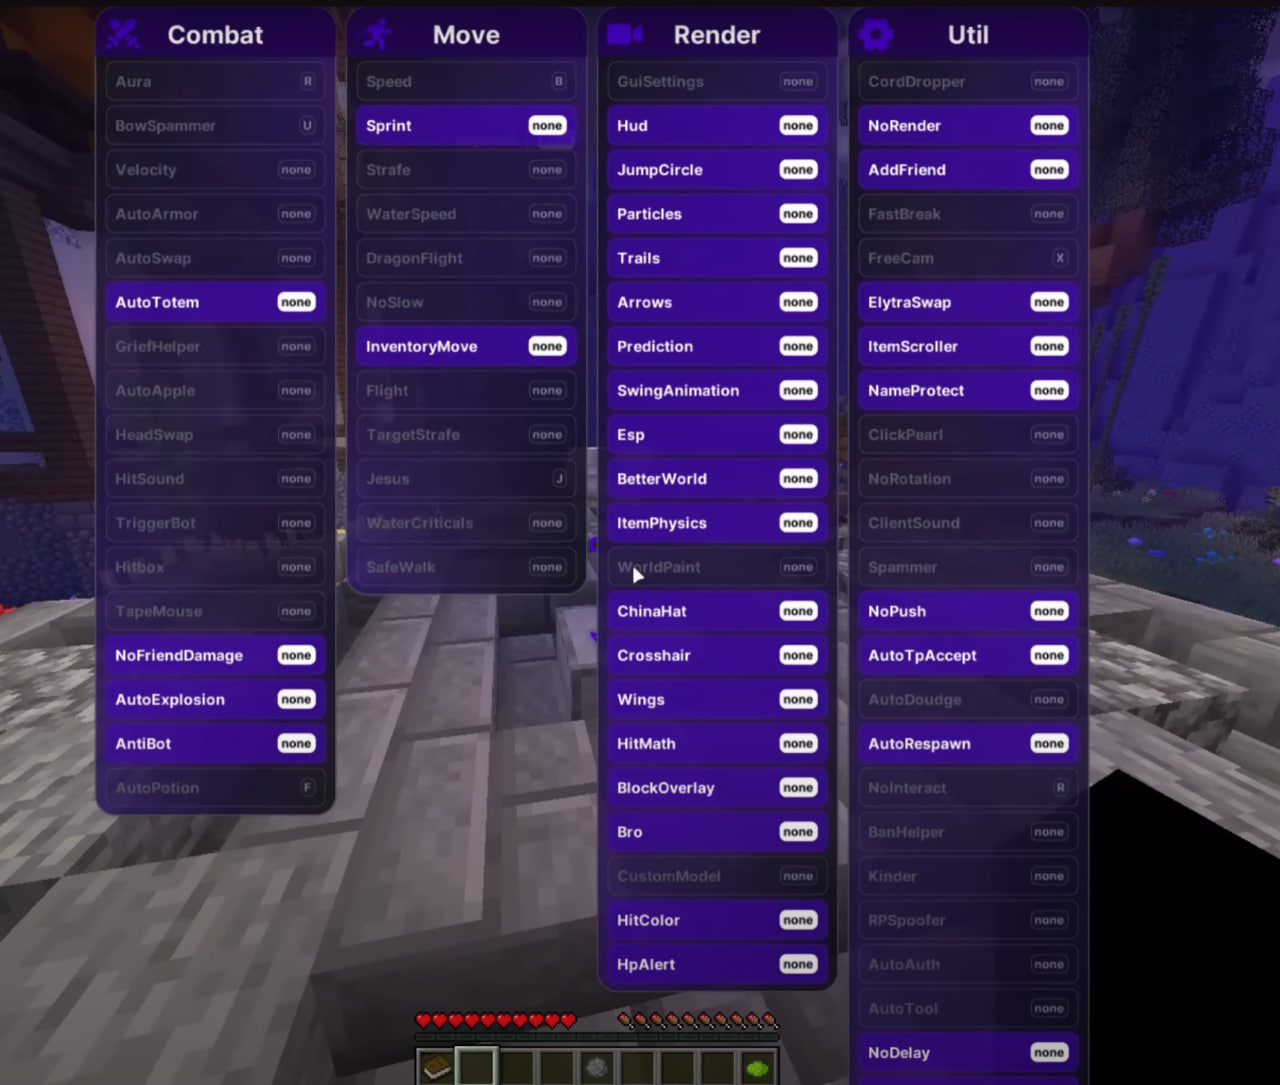 Combat
Aura R
BowSpammer U
Velocity none
AutoArmor none
AutoSwap none
AutoTotem none
GriefHelper none
AutoApple none
HeadSwap none
HitSound none
TriggerBot none
Hitbox none
TapeMouse none
NoFriendDamage none
AutoExplosion none
AntiBot none
AutoPotion F
Move
Speed B
Sprint none
Strafe none
WaterSpeed none
DragonFlight none
NoSlow none
InventoryMove none
Flight none
TargetStrafe none
Jesus J
WaterCriticals none
SafeWalk none
Render
GuiSettings none
Hud none
JumpCircle none
Particles none
Trails none
Arrows none
Prediction none
SwingAnimation none
Esp none
BetterWorld none
ItemPhysics none
WorldPaint none
ChinaHat none
Crosshair none
Wings none
HitMath none
BlockOverlay none
Bro none
CustomModel none
HitColor none
HpAlert none
Util
CordDropper none
NoRender none
AddFriend none
FastBreak none
FreeCam X
ElytraSwap none
ItemScroller none
NameProtect none
ClickPearl none
NoRotation none
ClientSound none
Spammer none
NoPush none
AutoTpAccept none
AutoDoudge none
AutoRespawn none
NoInteract R
BanHelper none
Kinder none
RPSpoofer none
AutoAuth none
AutoTool none
NoDelay none